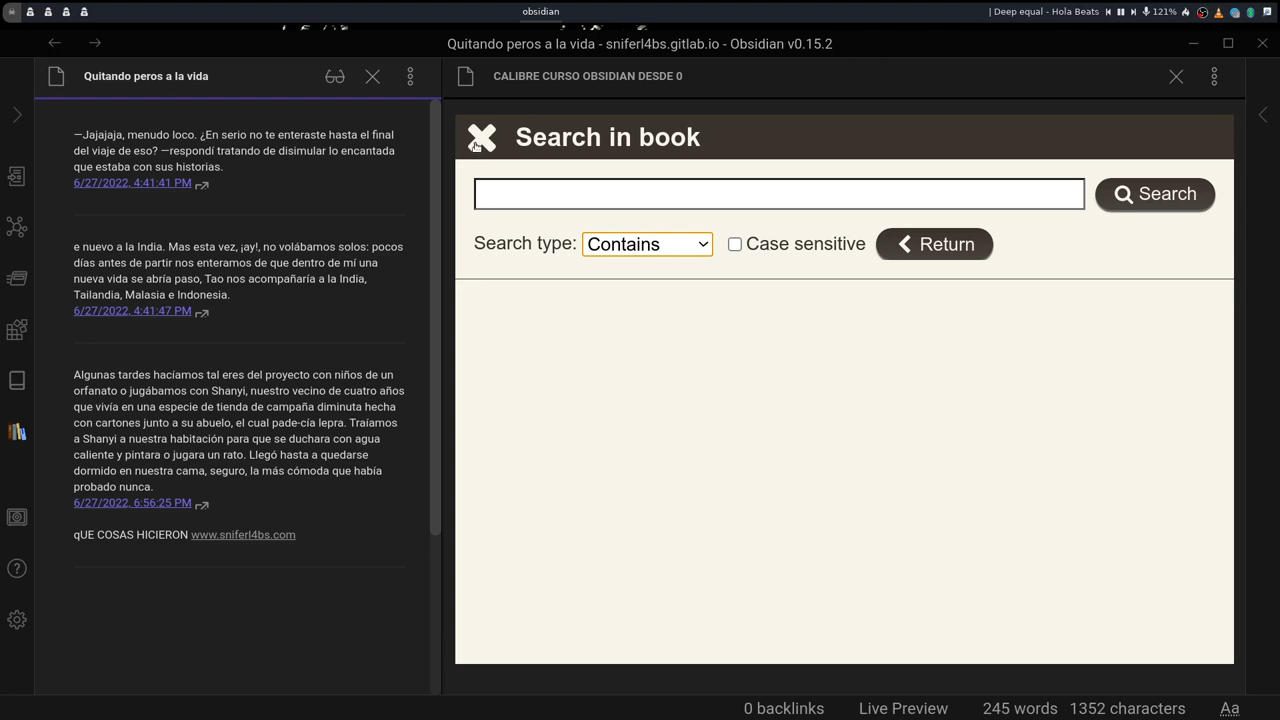 obsidian
| Deep equal - Hola Beats
121%
Quitando peros a la vida - sniferl4bs.gitlab.io - Obsidian v0.15.2
Quitando peros a la vida
CALIBRE CURSO OBSIDIAN DESDE 0
—Jajajaja, menudo loco. ¿En serio no te enteraste hasta el final
del viaje de eso? —respondí tratando de disimular lo encantada
que estaba con sus historias.
6/27/2022, 4:41:41 PM
e nuevo a la India. Mas esta vez, ¡ay!, no volábamos solos: pocos
días antes de partir nos enteramos de que dentro de mí una
nueva vida se abría paso, Tao nos acompañaría a la India,
Tailandia, Malasia e Indonesia.
6/27/2022, 4:41:47 PM
Algunas tardes hacíamos tal eres del proyecto con niños de un
orfanato o jugábamos con Shanyi, nuestro vecino de cuatro años
que vivía en una especie de tienda de campaña diminuta hecha
con cartones junto a su abuelo, el cual pade-cía lepra. Traíamos
a Shanyi a nuestra habitación para que se duchara con agua
caliente y pintara o jugara un rato. Llegó hasta a quedarse
dormido en nuestra cama, seguro, la más cómoda que había
probado nunca.
6/27/2022, 6:56:25 PM
qUE COSAS HICIERON www.sniferl4bs.com
Search in book
Search
Search type: Contains Case sensitive Return
0 backlinks Live Preview 245 words 1352 characters Aa